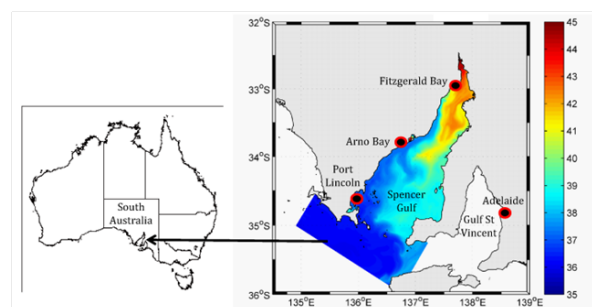 South
Australia
32°S
33°S
34°S
35°S
36°S
135°E
136°E
137°E
138°E
139°E
Fitzgerald Bay
Arno Bay
Port
Lincoln
Spencer
Gulf
Adelaide
Gulf St
Vincent
45
44
43
42
41
40
39
38
37
36
35